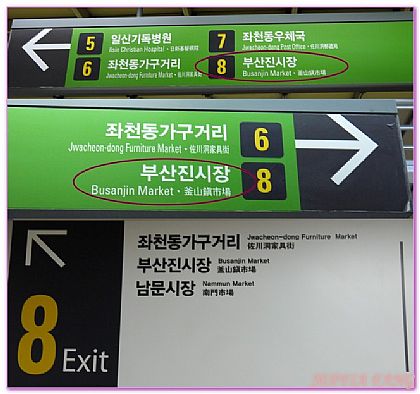 5 일신기독병원
Ilsin Christian Hospital · 日新基督病院
7 좌천동우체국
Jwacheon-dong Post Office · 佐川洞郵遞局
6 좌천동가구거리
Jwacheon-dong Furniture Market · 佐川洞家具街
8 부산진시장
Busanjin Market · 釜山鎭市場
좌천동가구거리 6
Jwacheon-dong Furniture Market · 佐川洞家具街
부산진시장 8
Busanjin Market · 釜山鎭市場
좌천동가구거리 Jwacheon-dong Furniture Market
佐川洞家具街
부산진시장 Busanjin Market
釜山鎭市場
남문시장 Nammun Market
南門市場
8 Exit